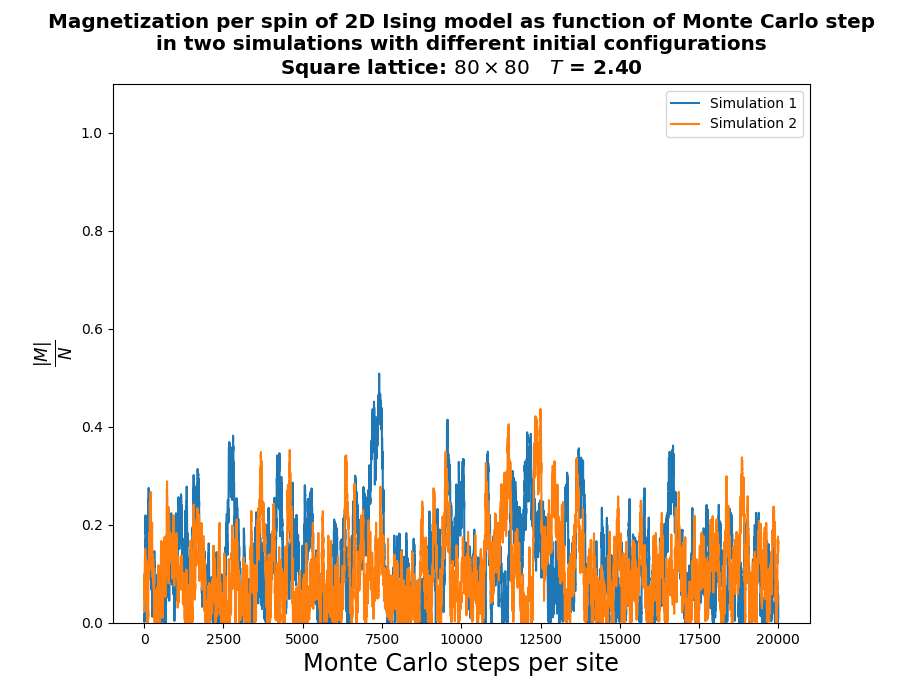 Magnetization per spin of 2D Ising model as function of Monte Carlo step
in two simulations with different initial configurations
Square lattice: 80 × 80 T = 2.40
Simulation 1
Simulation 2
1.0
0.8
0.6
0.4
0.2
0.0
|M|
N
0 2500 5000 7500 10000 12500 15000 17500 20000
Monte Carlo steps per site